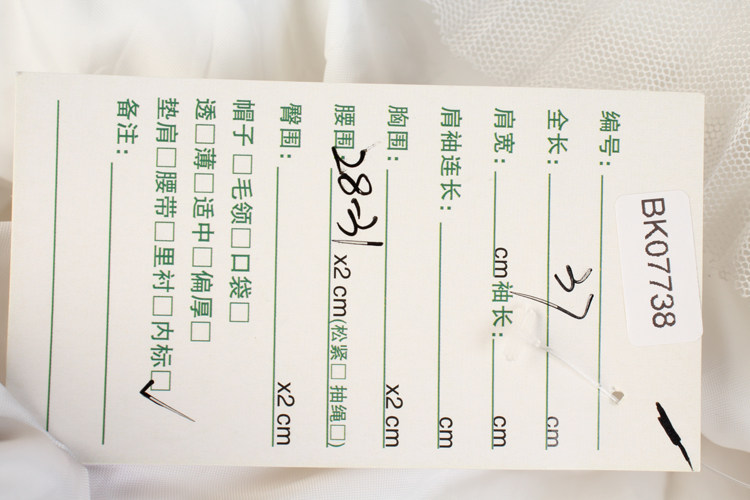 BK07738
编号:
全长: 37 cm
肩宽: cm 袖长: cm
肩袖连长: cm
胸围: x2 cm
腰围: 28-31 x2 cm(松紧□ 抽绳□)
臀围: x2 cm
帽子□毛领□口袋□
透□薄□适中□偏厚□
垫肩□腰带□里衬□内标□
备注: